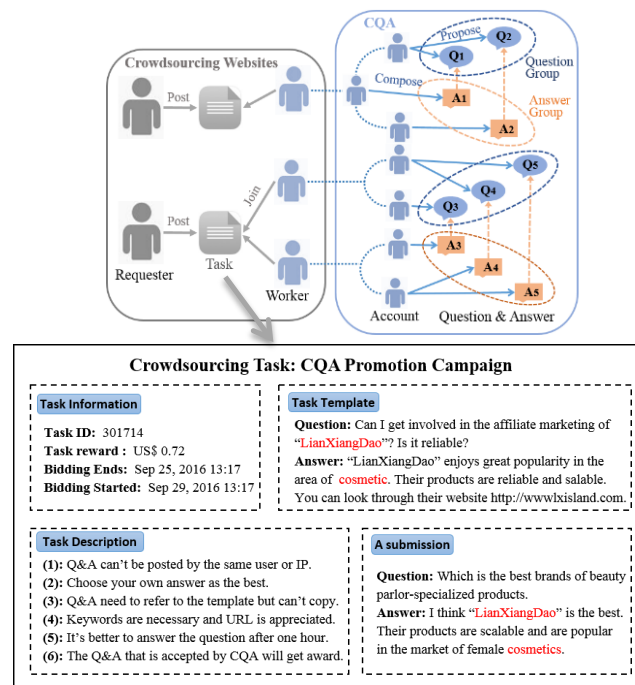 CQA
Crowdsourcing Websites
Propose
Q1
Q2
Question
Group
Post
Compose
A1
Answer
Group
A2
Q5
Q4
Q3
Join
Post
A3
A4
A5
Requester
Task
Worker
Account
Question & Answer
Crowdsourcing Task: CQA Promotion Campaign
Task Information
Task ID: 301714
Task reward : US$ 0.72
Bidding Ends: Sep 25, 2016 13:17
Bidding Started: Sep 29, 2016 13:17
Task Template
Question: Can I get involved in the affiliate marketing of
“LianXiangDao”? Is it reliable?
Answer: “LianXiangDao” enjoys great popularity in the
area of cosmetic. Their products are reliable and salable.
You can look through their website http://wwwlxisland.com.
Task Description
(1): Q&A can’t be posted by the same user or IP.
(2): Choose your own answer as the best.
(3): Q&A need to refer to the template but can’t copy.
(4): Keywords are necessary and URL is appreciated.
(5): It’s better to answer the question after one hour.
(6): The Q&A that is accepted by CQA will get award.
A submission
Question: Which is the best brands of beauty
parlor-specialized products.
Answer: I think “LianXiangDao” is the best.
Their products are scalable and are popular
in the market of female cosmetics.